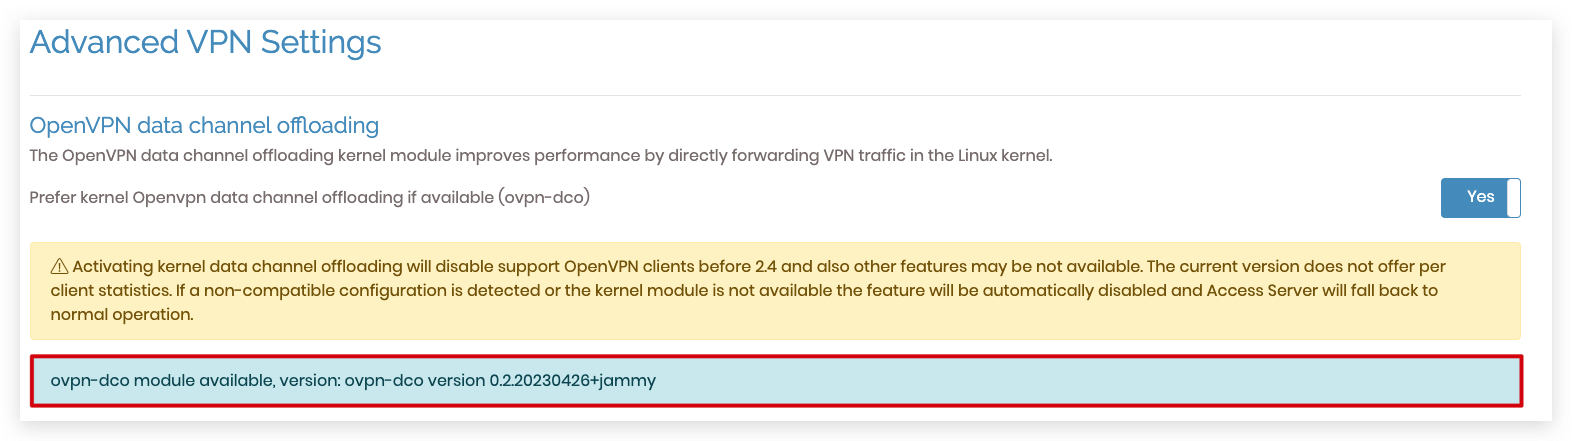 Advanced VPN Settings
OpenVPN data channel offloading
The OpenVPN data channel offloading kernel module improves performance by directly forwarding VPN traffic in the Linux kernel.
Prefer kernel Openvpn data channel offloading if available (ovpn-dco)
Yes
⚠ Activating kernel data channel offloading will disable support OpenVPN clients before 2.4 and also other features may be not available. The current version does not offer per
client statistics. If a non-compatible configuration is detected or the kernel module is not available the feature will be automatically disabled and Access Server will fall back to
normal operation.
ovpn-dco module available, version: ovpn-dco version 0.2.20230426+jammy